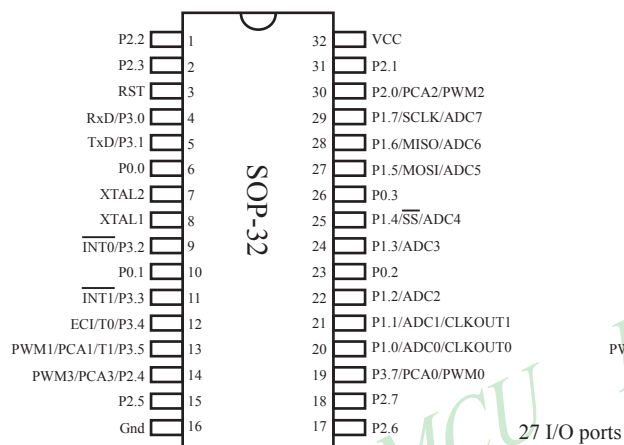 P2.2 1 32 VCC
P2.3 2 31 P2.1
RST 3 30 P2.0/PCA2/PWM2
RxD/P3.0 4 29 P1.7/SCLK/ADC7
TxD/P3.1 5 28 P1.6/MISO/ADC6
P0.0 6 27 P1.5/MOSI/ADC5
XTAL2 7 26 P0.3
XTAL1 8 25 P1.4/SS/ADC4
INT0/P3.2 9 24 P1.3/ADC3
P0.1 10 23 P0.2
INT1/P3.3 11 22 P1.2/ADC2
ECI/T0/P3.4 12 21 P1.1/ADC1/CLKOUT1
PWM1/PCA1/T1/P3.5 13 20 P1.0/ADC0/CLKOUT0
PWM3/PCA3/P2.4 14 19 P3.7/PCA0/PWM0
P2.5 15 18 P2.7
Gnd 16 17 P2.6
SOP-32
MCU
27 I/O ports